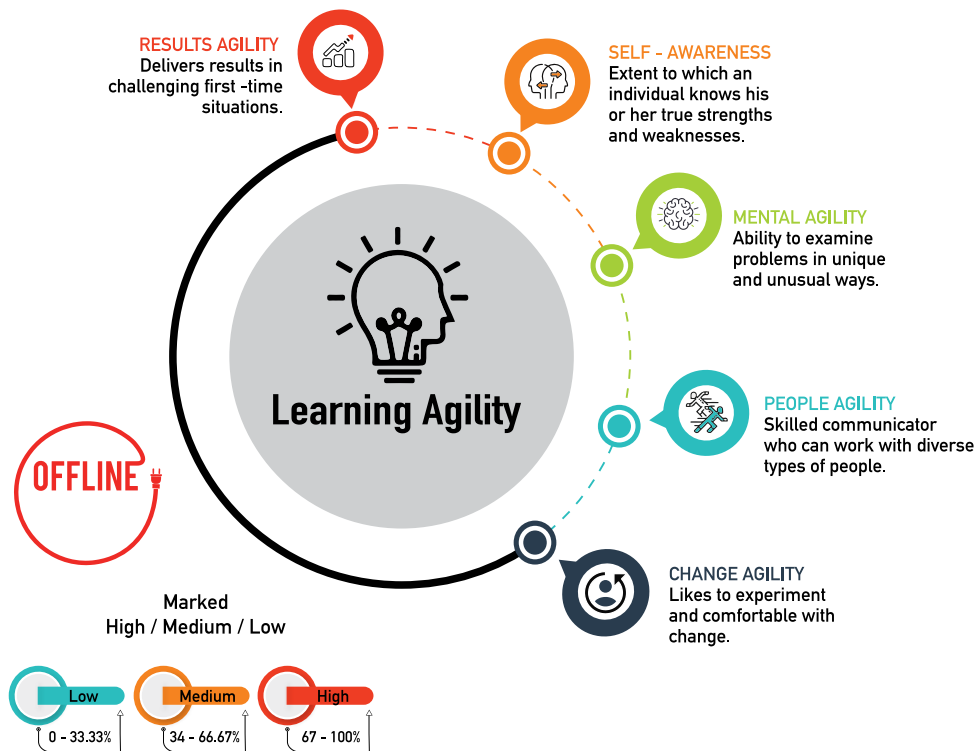 RESULTS AGILITY
Delivers results in
challenging first -time
situations.
SELF - AWARENESS
Extent to which an
individual knows his
or her true strengths
and weaknesses.
MENTAL AGILITY
Ability to examine
problems in unique
and unusual ways.
Learning Agility
PEOPLE AGILITY
Skilled communicator
who can work with diverse
types of people.
OFFLINE
CHANGE AGILITY
Likes to experiment
and comfortable with
change.
Marked
High / Medium / Low
Low
Medium
High
0 - 33.33%
34 - 66.67%
67 - 100%